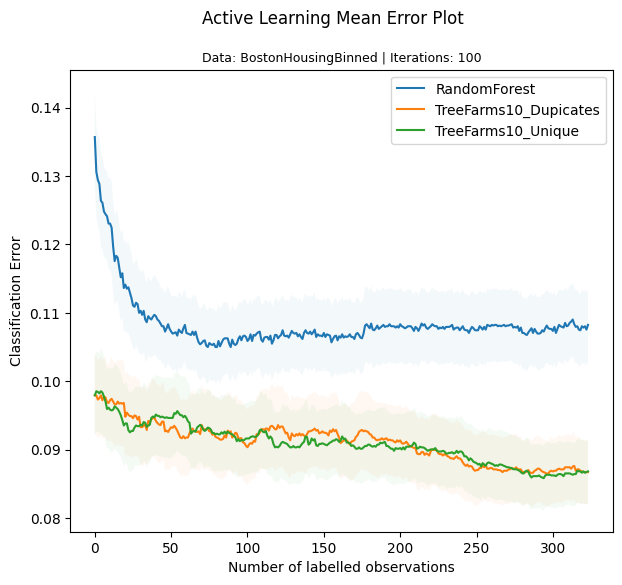 Active Learning Mean Error Plot
Data: BostonHousingBinned | Iterations: 100
RandomForest
TreeFarms10_Dupicates
TreeFarms10_Unique
Classification Error
0.14
0.13
0.12
0.11
0.10
0.09
0.08
0 50 100 150 200 250 300
Number of labelled observations